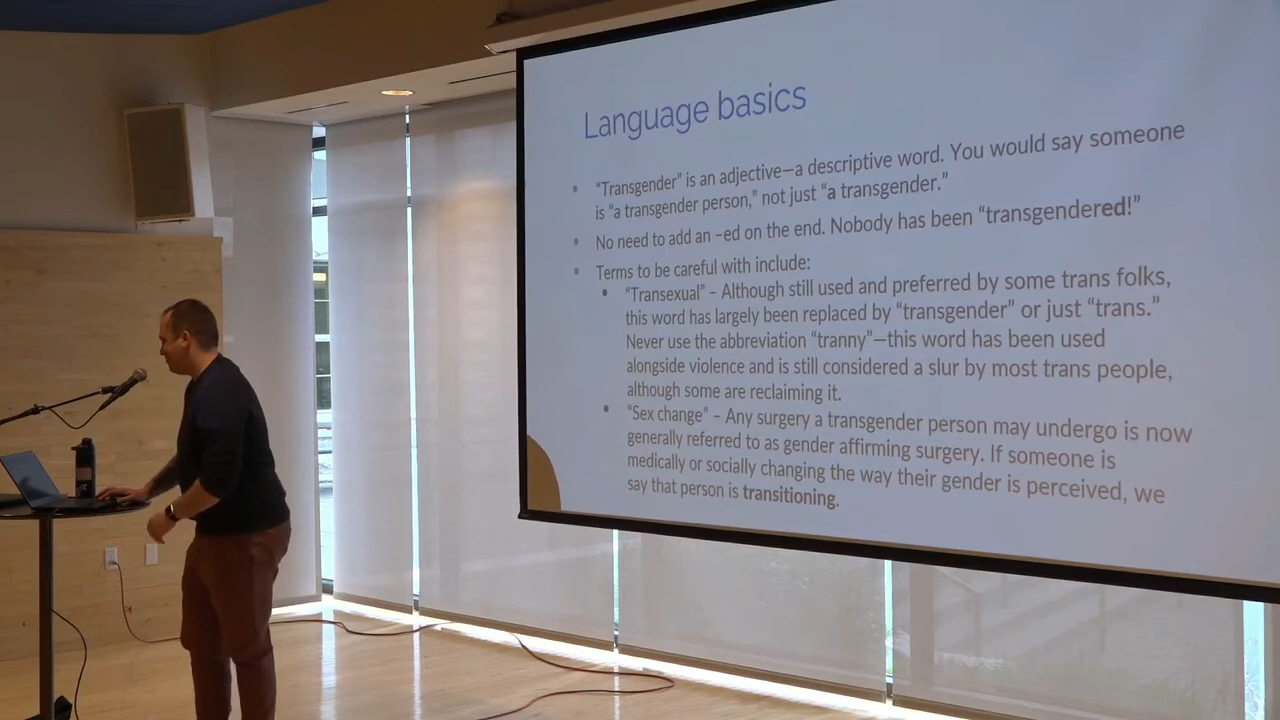 Language basics
“Transgender” is an adjective—a descriptive word. You would say someone
is “a transgender person,” not just “a transgender.”
No need to add an –ed on the end. Nobody has been “transgendered!”
Terms to be careful with include:
“Transexual” – Although still used and preferred by some trans folks,
this word has largely been replaced by “transgender” or just “trans.”
Never use the abbreviation “tranny”—this word has been used
alongside violence and is still considered a slur by most trans people,
although some are reclaiming it.
“Sex change” – Any surgery a transgender person may undergo is now
generally referred to as gender affirming surgery. If someone is
medically or socially changing the way their gender is perceived, we
say that person is transitioning.